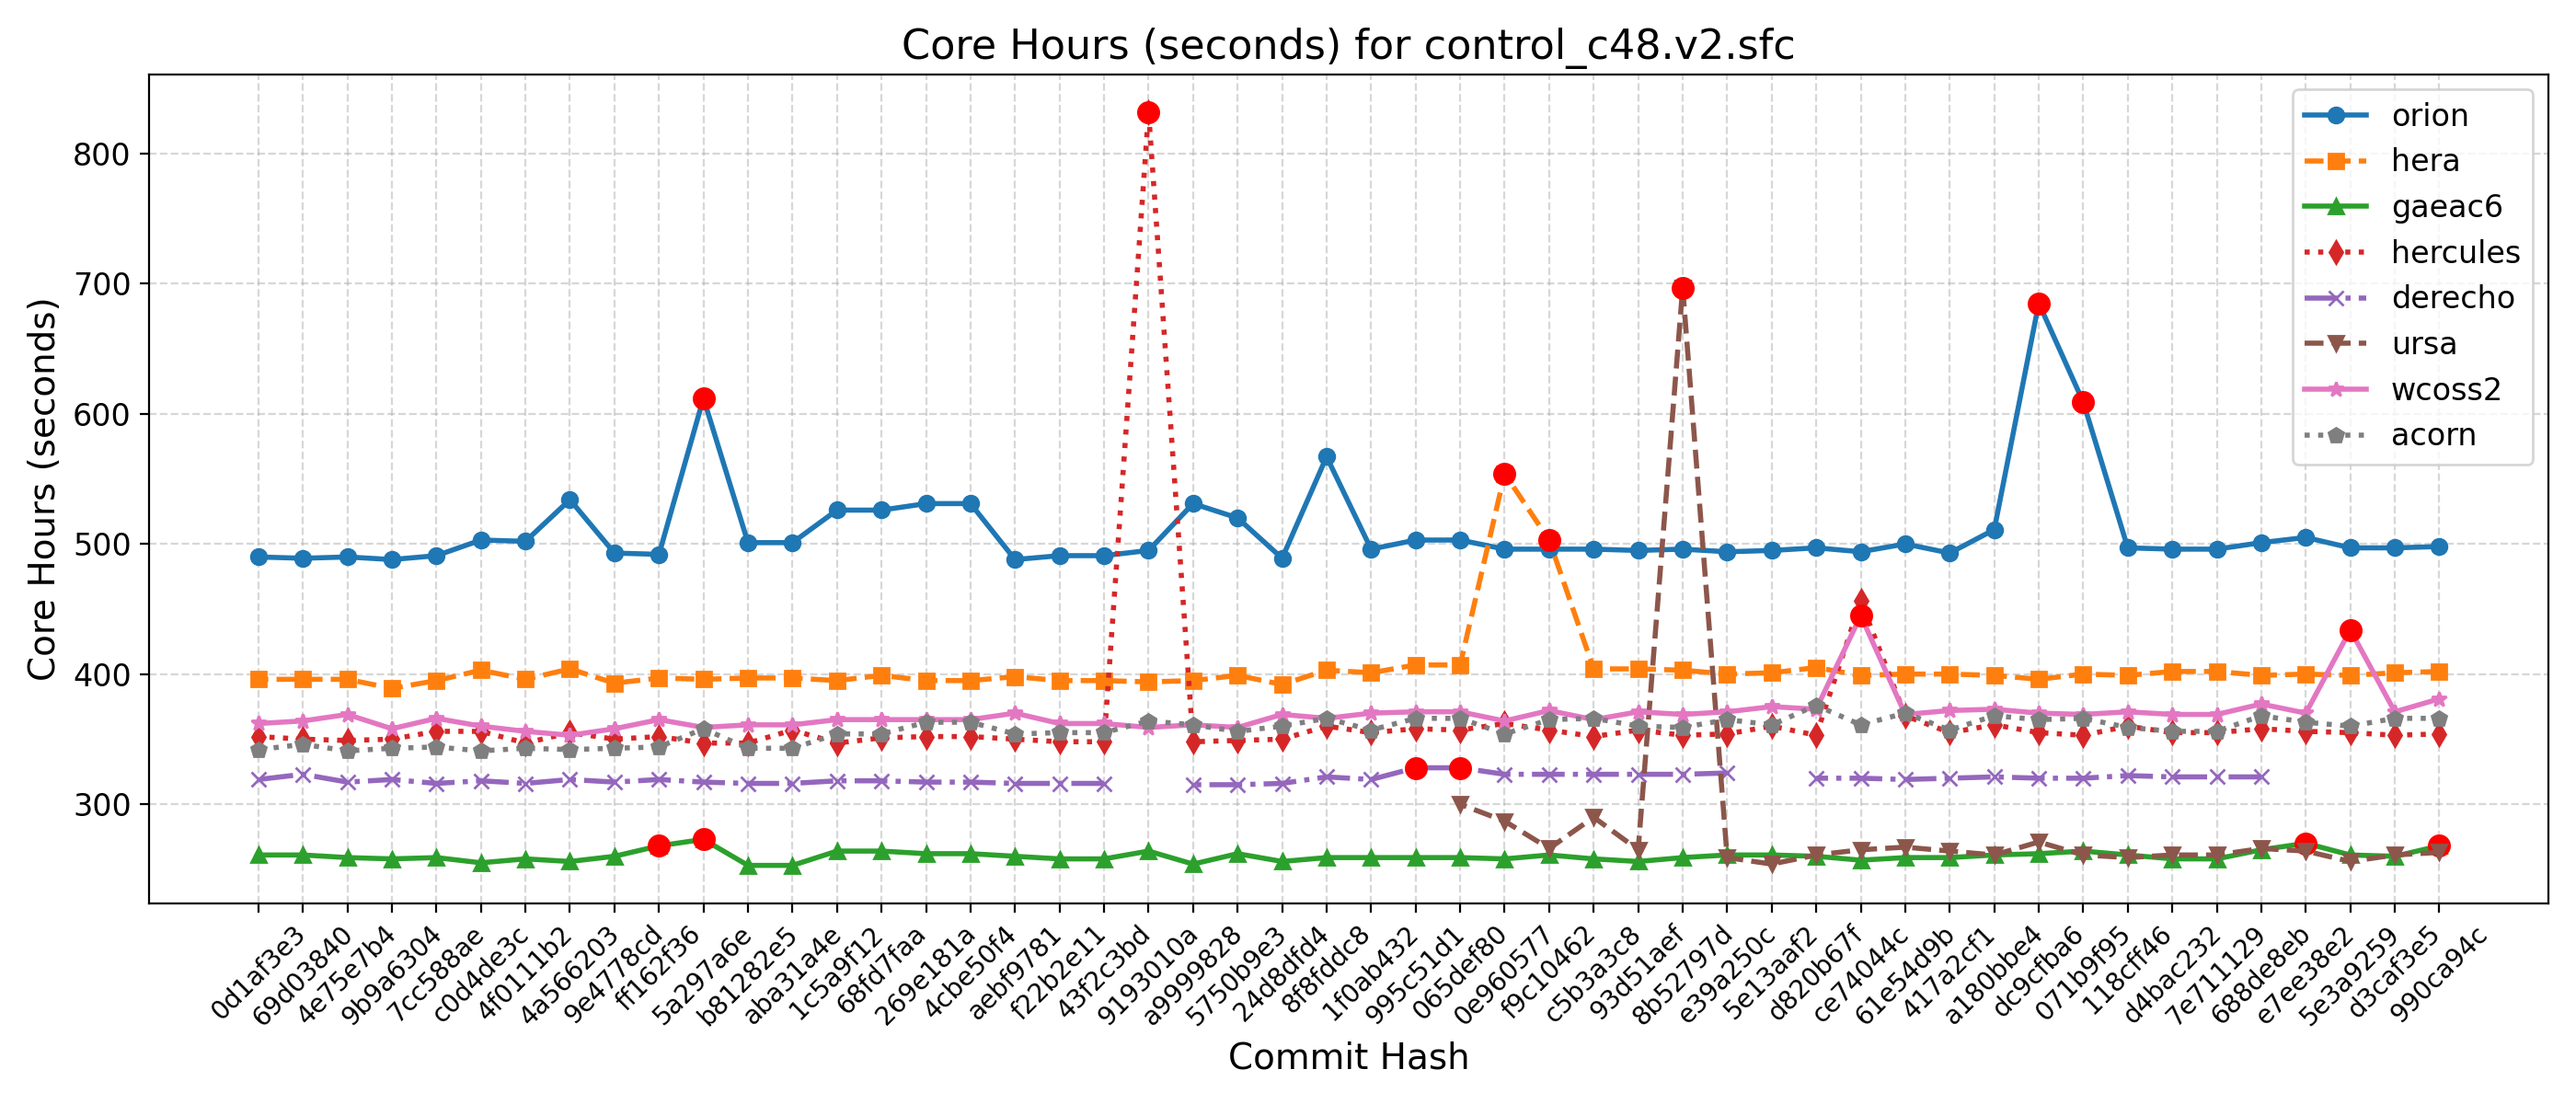 Core Hours (seconds) for control_c48.v2.sfc
Core Hours (seconds)
800
700
600
500
400
300
orion
hera
gaeac6
hercules
derecho
ursa
wcoss2
acorn
0d1af3e3
69d03840
4e75e7b4
9b9a6304
7cc588ae
c0d4de3c
4f0111b2
4a566203
9e4778cd
ff162f36
5a297a6e
b81282e5
aba31a4e
1c5a9f12
68fd7faa
269e181a
4cbe50f4
aebf9781
f22b2e11
43f2c3bd
9193010a
a9999828
5750b9e3
24d8dfd4
8f8fddc8
1f0ab432
995c51d1
065def80
0e960577
f9c10462
c5b3a3c8
93d51aef
8b52797d
e39a250c
5e13aaf2
d820b67f
ce74044c
61e54d9b
417a2cf1
a180bbe4
dc9cfba6
071b9f95
118cff46
d4bac232
7e711129
688de8eb
e7ee38e2
5e3a9259
d3caf3e5
990ca94c
Commit Hash